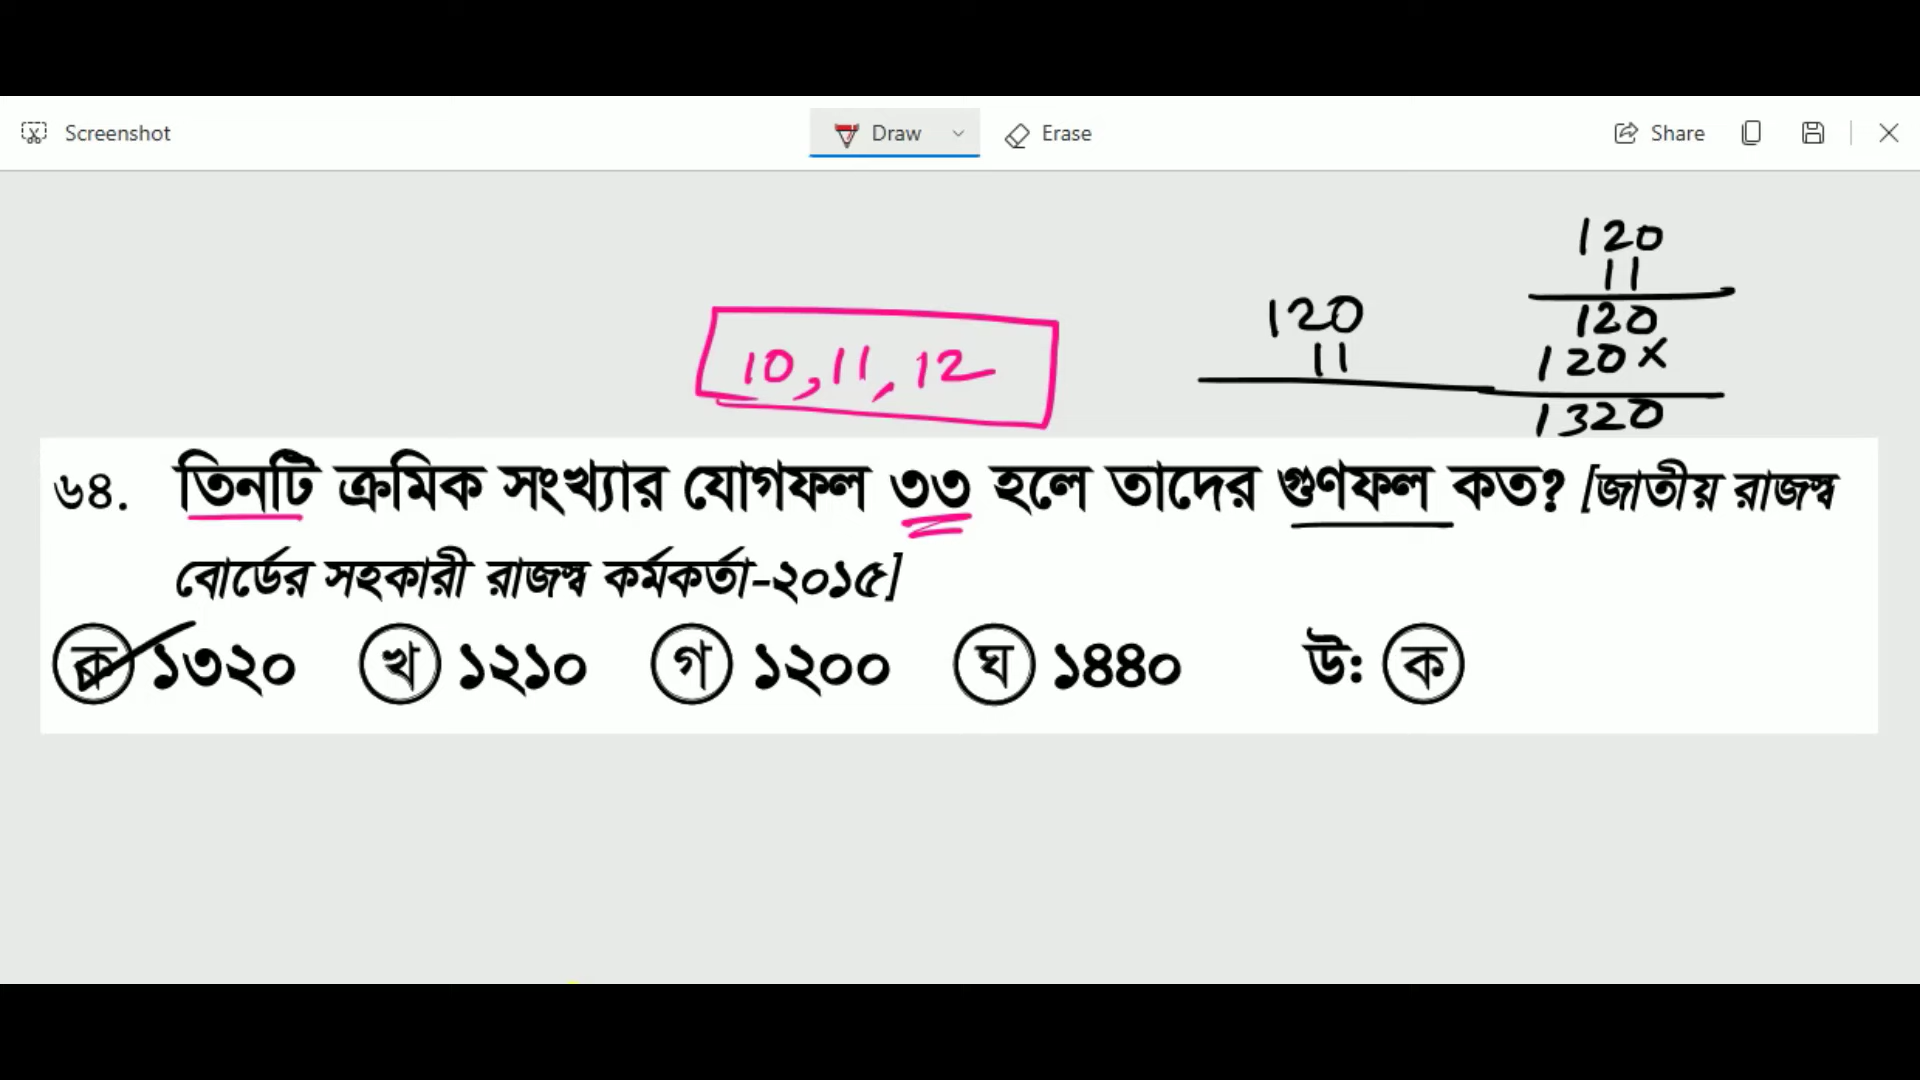 Screenshot Draw Erase Share
120
11
120
120×
1320
120
11
10, 11, 12
৬৪. তিনটি ক্রমিক সংখ্যার যোগফল ৩৩ হলে তাদের গুণফল কত? [জাতীয় রাজস্ব
বোর্ডের সহকারী রাজস্ব কর্মকর্তা-২০১৫]
ক ১৩২০ খ ১২১০ গ ১২০০ ঘ ১৪৪০ উ: ক